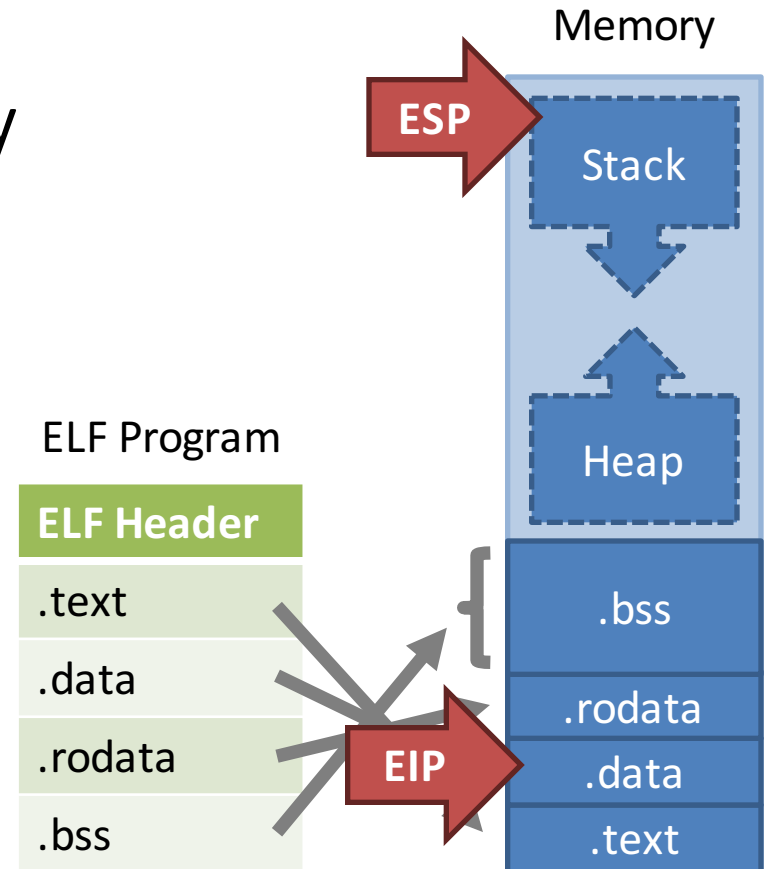 y
Memory
ESP
Stack
Heap
ELF Program
ELF Header
.text
.data
.rodata
.bss
EIP
.bss
.rodata
.data
.text